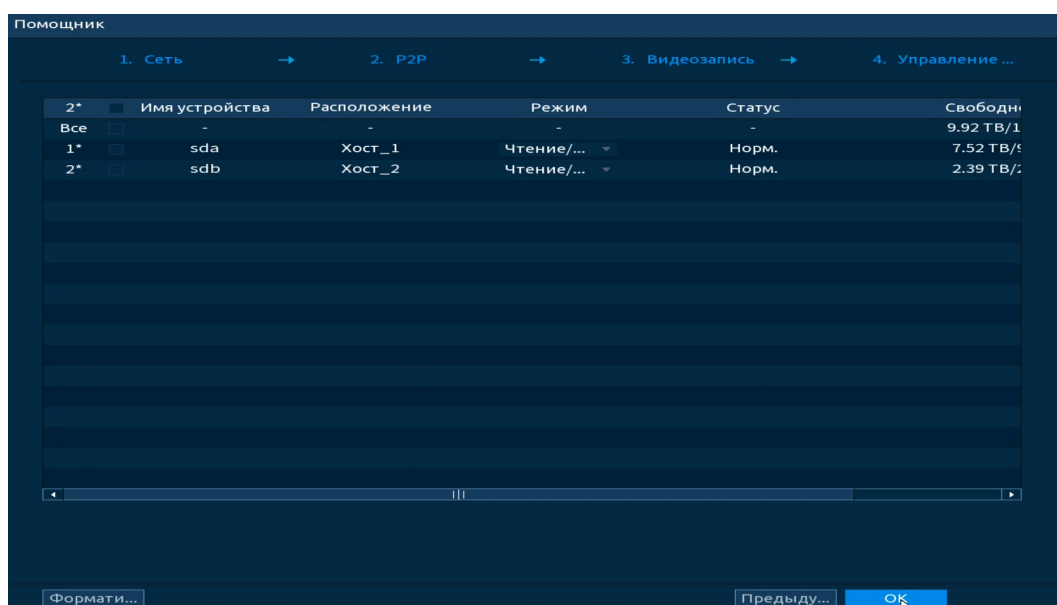 Помощник
1. Сеть → 2. P2P → 3. Видеозапись → 4. Управление ...
2* Имя устройства Расположение Режим Статус Свободн
Все - - - - 9.92 TB/1
1* sda Хост_1 Чтение/... Норм. 7.52 TB/9
2* sdb Хост_2 Чтение/... Норм. 2.39 TB/2
Формати... Предыду... OK